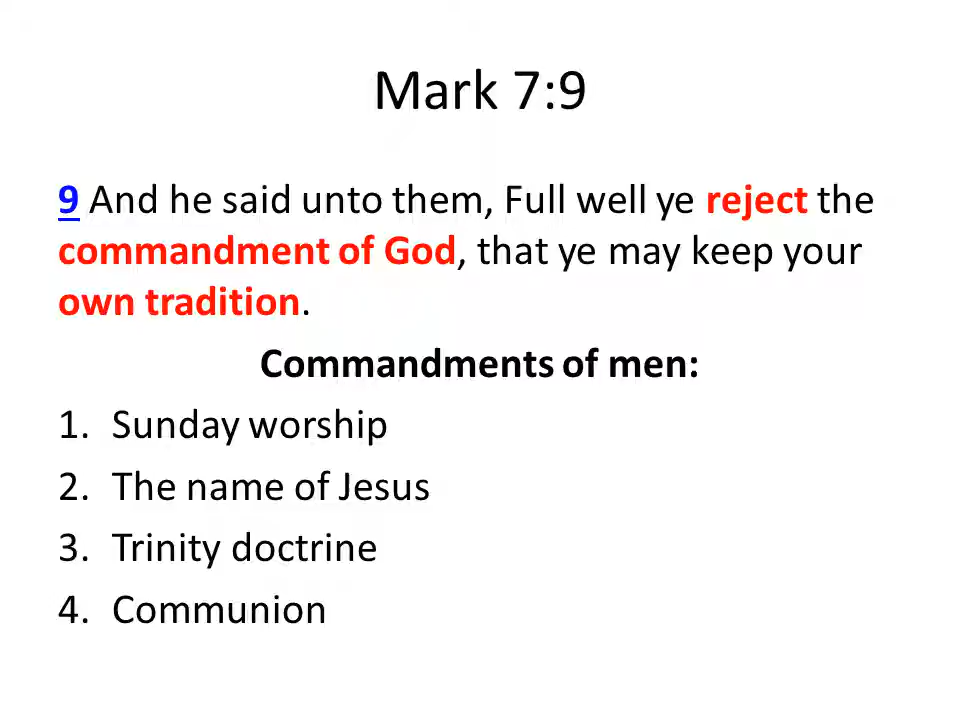 Mark 7:9
9 And he said unto them, Full well ye reject the
commandment of God, that ye may keep your
own tradition.
Commandments of men:
1. Sunday worship
2. The name of Jesus
3. Trinity doctrine
4. Communion